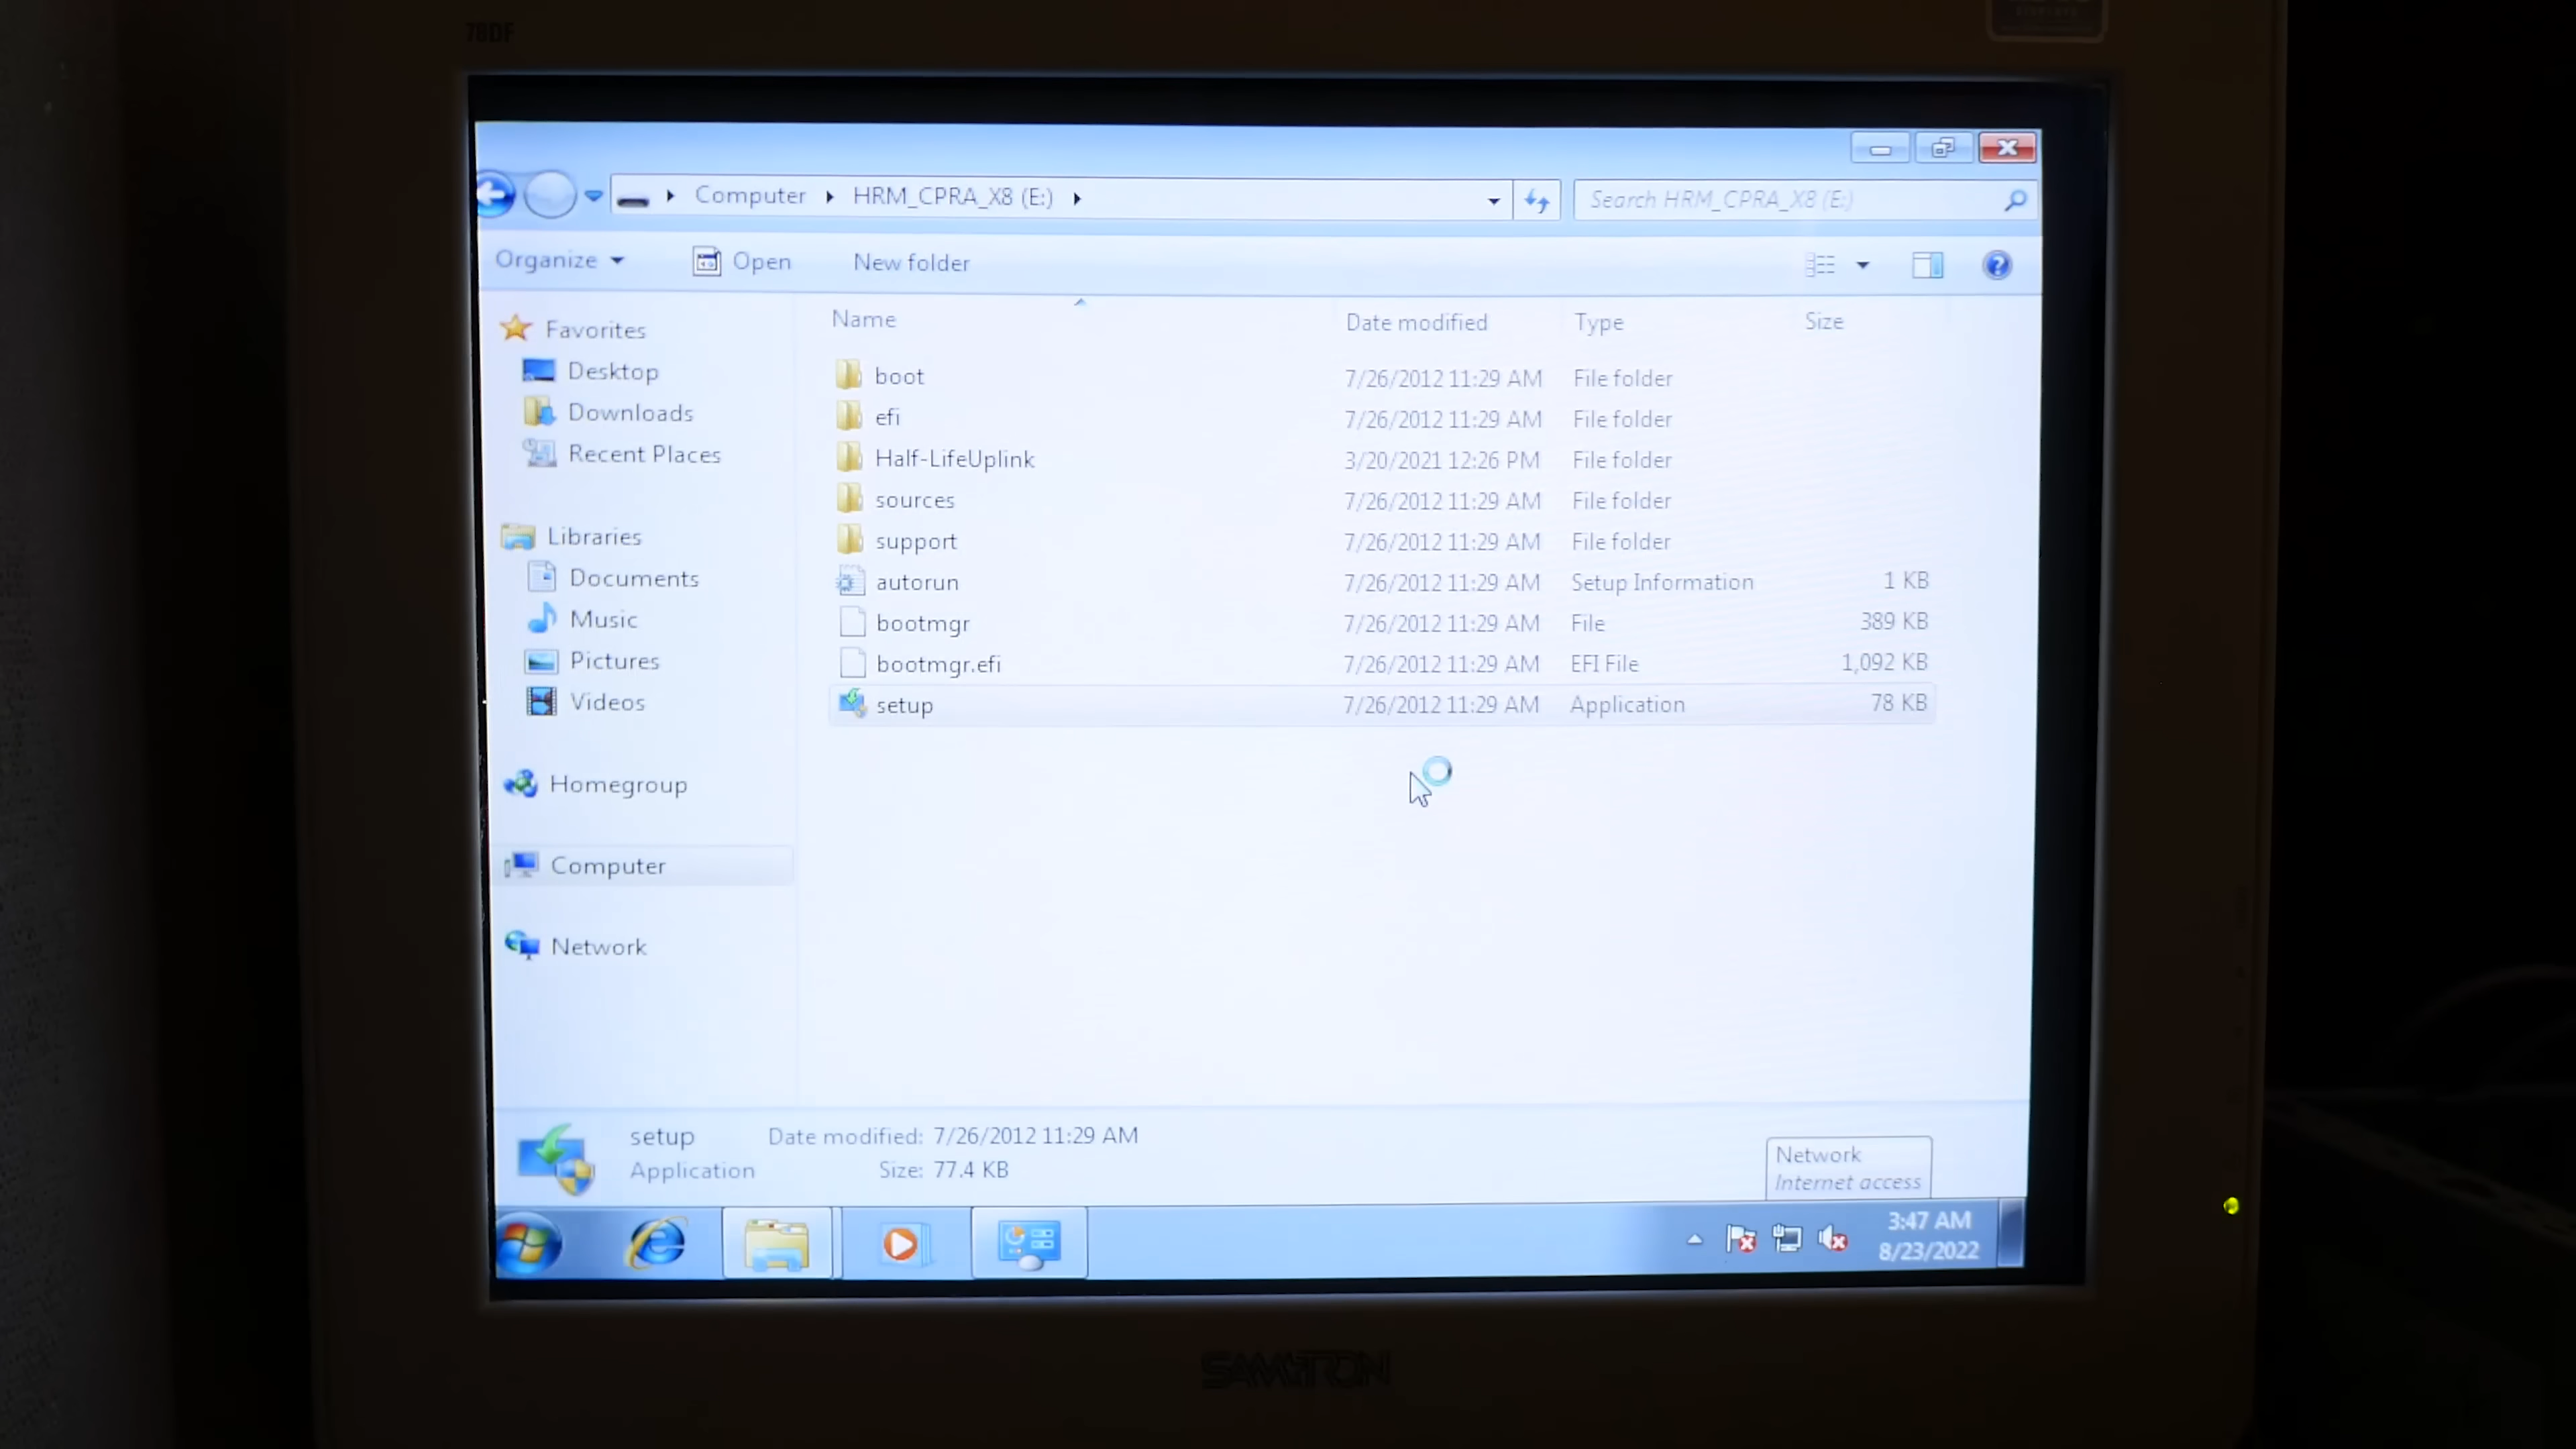 78DF
Computer HRM_CPRA_X8 (E:)
Search HRM_CPRA_X8 (E:)
Organize Open New folder
Name Date modified Type Size
Favorites
Desktop
Downloads
Recent Places
Libraries
Documents
Music
Pictures
Videos
Homegroup
Computer
Network
boot 7/26/2012 11:29 AM File folder
efi 7/26/2012 11:29 AM File folder
Half-LifeUplink 3/20/2021 12:26 PM File folder
sources 7/26/2012 11:29 AM File folder
support 7/26/2012 11:29 AM File folder
autorun 7/26/2012 11:29 AM Setup Information 1 KB
bootmgr 7/26/2012 11:29 AM File 389 KB
bootmgr.efi 7/26/2012 11:29 AM EFI File 1,092 KB
setup 7/26/2012 11:29 AM Application 78 KB
setup Date modified: 7/26/2012 11:29 AM
Application Size: 77.4 KB
Network
Internet access
3:47 AM
8/23/2022
SAMTRON